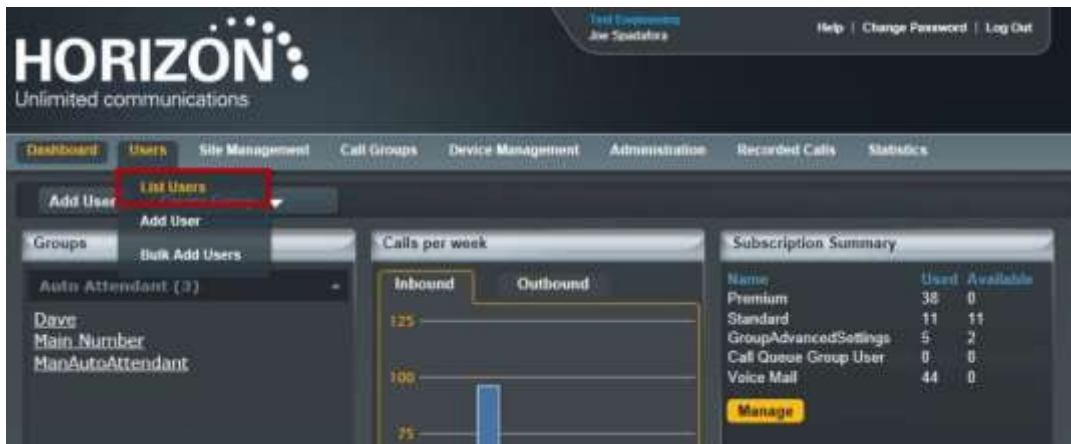 Test Engineering
Joe Spadafora
Help | Change Password | Log Out
HORIZON
Unlimited communications
Dashboard Users Site Management Call Groups Device Management Administration Recorded Calls Statistics
List Users
Add User
Add User
Bulk Add Users
Groups
Auto Attendant (3)
Dave
Main Number
ManAutoAttendant
Calls per week
Inbound Outbound
125
100
75
Subscription Summary
Name Used Available
Premium 38 0
Standard 11 11
GroupAdvancedSettings 5 2
Call Queue Group User 0 0
Voice Mail 44 0
Manage